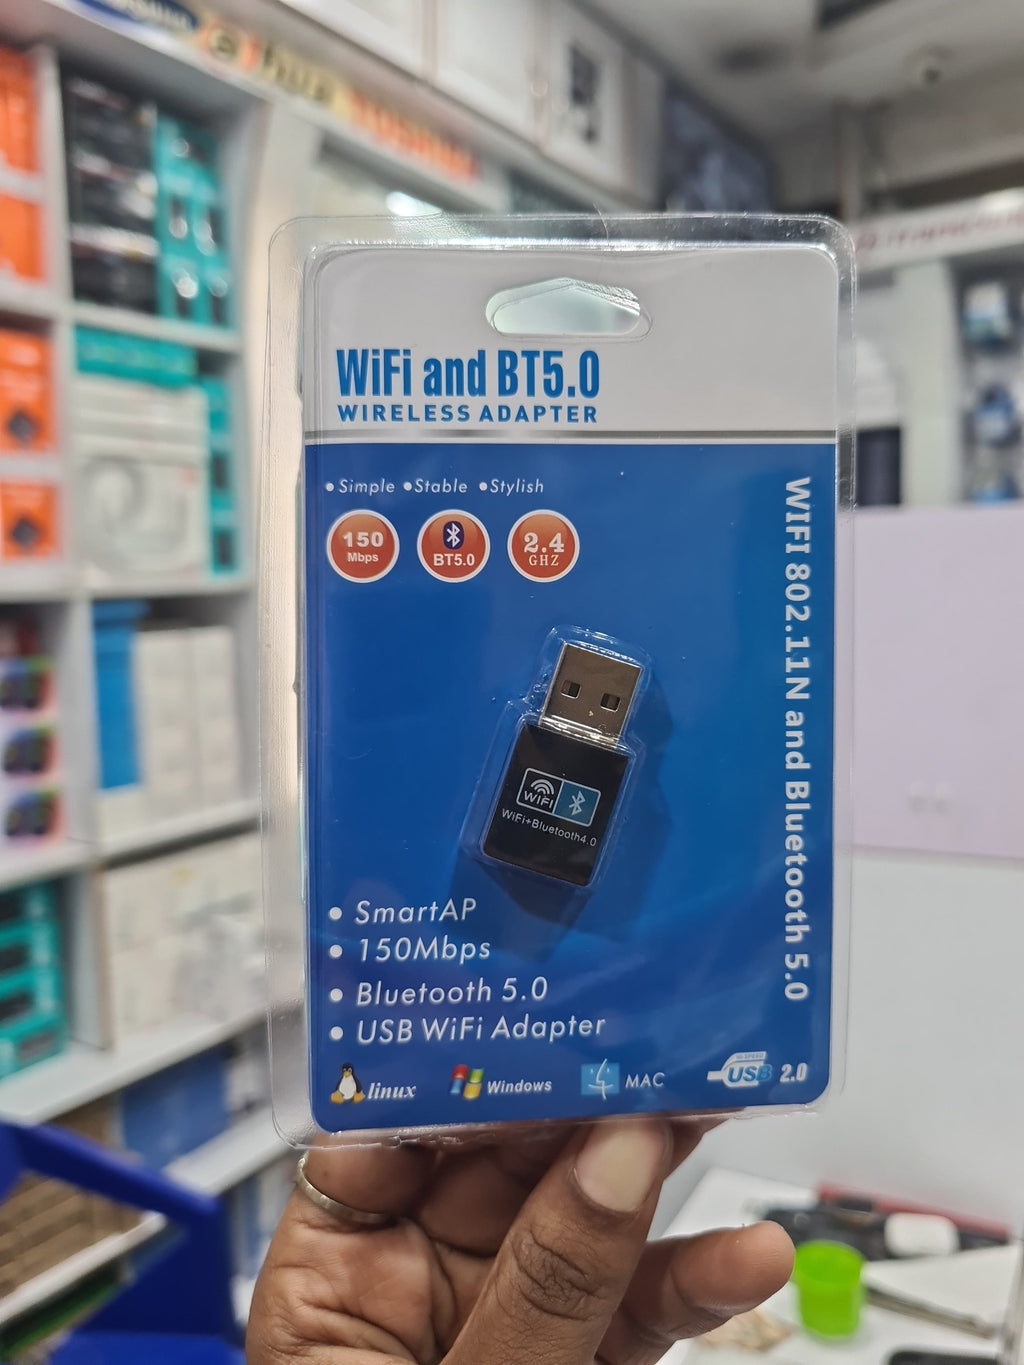 WiFi and BT5.0
WIRELESS ADAPTER
• Simple • Stable • Stylish
150 Mbps
BT5.0
2.4 GHZ
WIFI 802.11N and Bluetooth 5.0
WiFi
WiFi+Bluetooth4.0
• SmartAP
• 150Mbps
• Bluetooth 5.0
• USB WiFi Adapter
linux
Windows
MAC
HI-SPEED
USB 2.0